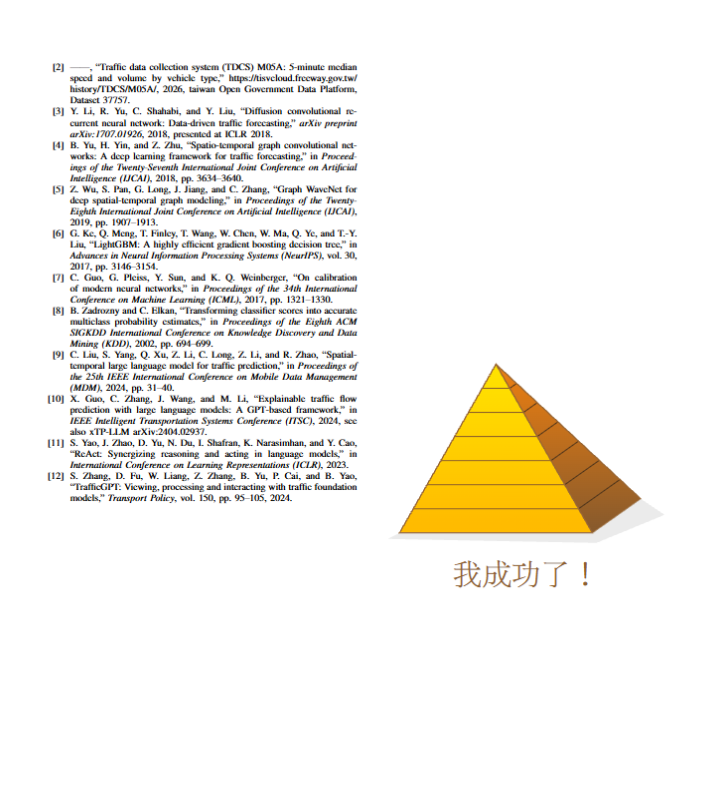 [2] ——, “Traffic data collection system (TDCS) M05A: 5-minute median
speed and volume by vehicle type,” https://tisvcloud.freeway.gov.tw/
history/TDCS/M05A/, 2026, taiwan Open Government Data Platform,
Dataset 37757.
[3] Y. Li, R. Yu, C. Shahabi, and Y. Liu, “Diffusion convolutional re-
current neural network: Data-driven traffic forecasting,” arXiv preprint
arXiv:1707.01926, 2018, presented at ICLR 2018.
[4] B. Yu, H. Yin, and Z. Zhu, “Spatio-temporal graph convolutional net-
works: A deep learning framework for traffic forecasting,” in Proceed-
ings of the Twenty-Seventh International Joint Conference on Artificial
Intelligence (IJCAI), 2018, pp. 3634–3640.
[5] Z. Wu, S. Pan, G. Long, J. Jiang, and C. Zhang, “Graph WaveNet for
deep spatial-temporal graph modeling,” in Proceedings of the Twenty-
Eighth International Joint Conference on Artificial Intelligence (IJCAI),
2019, pp. 1907–1913.
[6] G. Ke, Q. Meng, T. Finley, T. Wang, W. Chen, W. Ma, Q. Ye, and T.-Y.
Liu, “LightGBM: A highly efficient gradient boosting decision tree,” in
Advances in Neural Information Processing Systems (NeurIPS), vol. 30,
2017, pp. 3146–3154.
[7] C. Guo, G. Pleiss, Y. Sun, and K. Q. Weinberger, “On calibration
of modern neural networks,” in Proceedings of the 34th International
Conference on Machine Learning (ICML), 2017, pp. 1321–1330.
[8] B. Zadrozny and C. Elkan, “Transforming classifier scores into accurate
multiclass probability estimates,” in Proceedings of the Eighth ACM
SIGKDD International Conference on Knowledge Discovery and Data
Mining (KDD), 2002, pp. 694–699.
[9] C. Liu, S. Yang, Q. Xu, Z. Li, C. Long, Z. Li, and R. Zhao, “Spatial-
temporal large language model for traffic prediction,” in Proceedings of
the 25th IEEE International Conference on Mobile Data Management
(MDM), 2024, pp. 31–40.
[10] X. Guo, C. Zhang, J. Wang, and M. Li, “Explainable traffic flow
prediction with large language models: A GPT-based framework,” in
IEEE Intelligent Transportation Systems Conference (ITSC), 2024, see
also xTP-LLM arXiv:2404.02937.
[11] S. Yao, J. Zhao, D. Yu, N. Du, I. Shafran, K. Narasimhan, and Y. Cao,
“ReAct: Synergizing reasoning and acting in language models,” in
International Conference on Learning Representations (ICLR), 2023.
[12] S. Zhang, D. Fu, W. Liang, Z. Zhang, B. Yu, P. Cai, and B. Yao,
“TrafficGPT: Viewing, processing and interacting with traffic foundation
models,” Transport Policy, vol. 150, pp. 95–105, 2024.
我成功了！